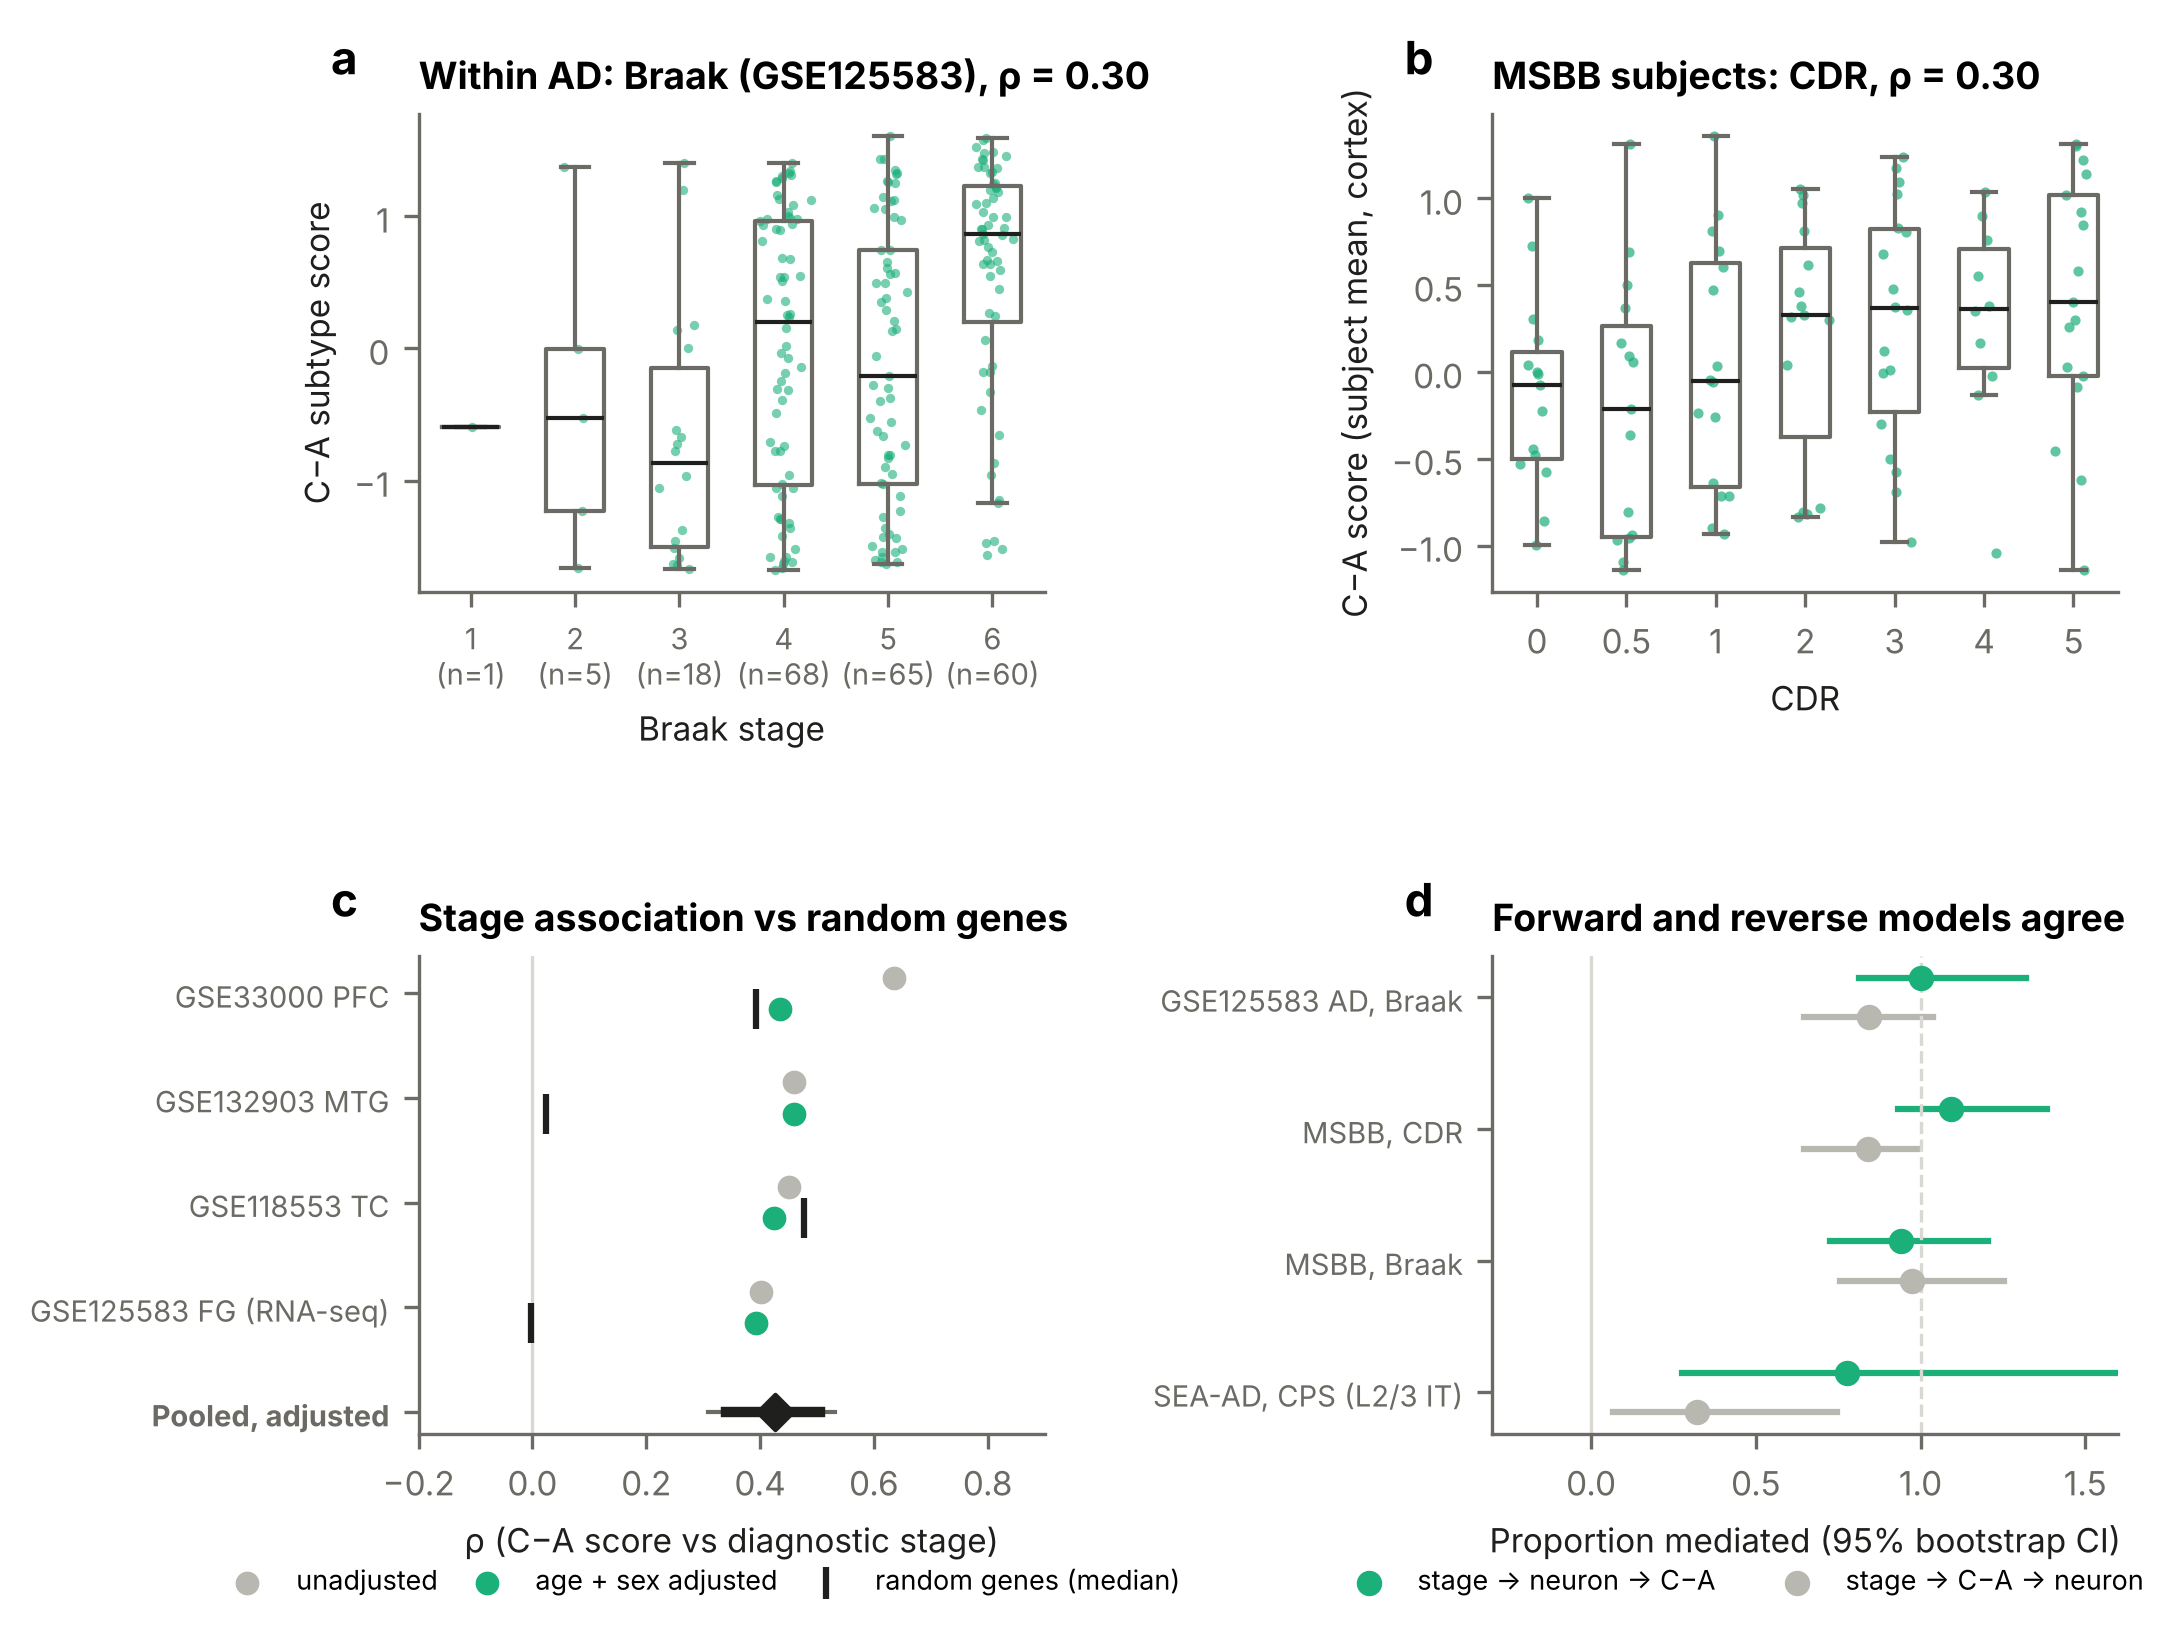 a
Within AD: Braak (GSE125583), ρ = 0.30
C−A subtype score
1
0
−1
1 2 3 4 5 6
(n=1) (n=5) (n=18) (n=68) (n=65) (n=60)
Braak stage
b
MSBB subjects: CDR, ρ = 0.30
C−A score (subject mean, cortex)
1.0
0.5
0.0
−0.5
−1.0
0 0.5 1 2 3 4 5
CDR
c
Stage association vs random genes
GSE33000 PFC
GSE132903 MTG
GSE118553 TC
GSE125583 FG (RNA-seq)
Pooled, adjusted
−0.2 0.0 0.2 0.4 0.6 0.8
ρ (C−A score vs diagnostic stage)
unadjusted age + sex adjusted random genes (median)
d
Forward and reverse models agree
GSE125583 AD, Braak
MSBB, CDR
MSBB, Braak
SEA-AD, CPS (L2/3 IT)
0.0 0.5 1.0 1.5
Proportion mediated (95% bootstrap CI)
stage → neuron → C−A stage → C−A → neuron